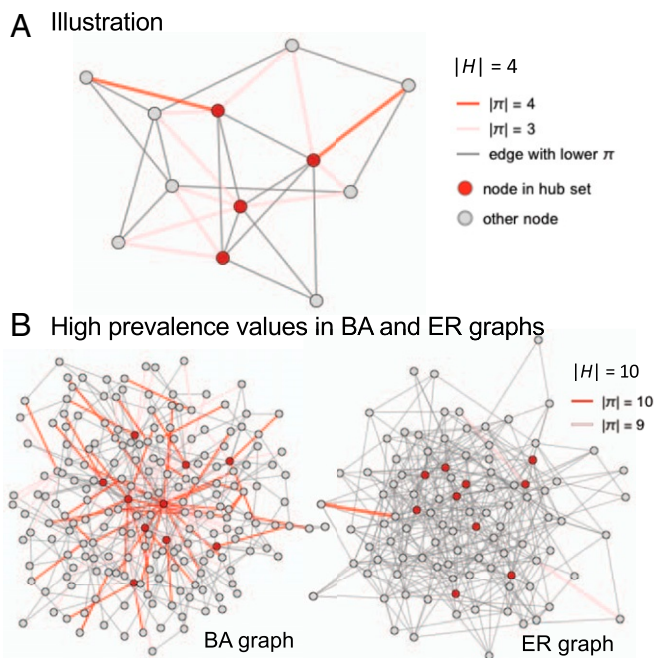 A Illustration
|H| = 4
|π| = 4
|π| = 3
edge with lower π
node in hub set
other node
B High prevalence values in BA and ER graphs
|H| = 10
|π| = 10
|π| = 9
BA graph
ER graph